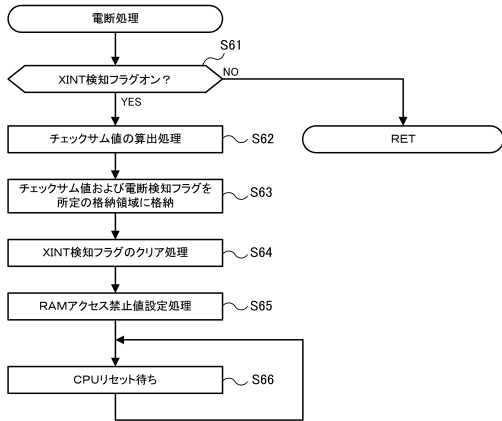 電断処理
S61
XINT検知フラグオン？
NO
YES
RET
チェックサム値の算出処理
S62
チェックサム値および電断検知フラグを
所定の格納領域に格納
S63
XINT検知フラグのクリア処理
S64
RAMアクセス禁止値設定処理
S65
CPUリセット待ち
S66